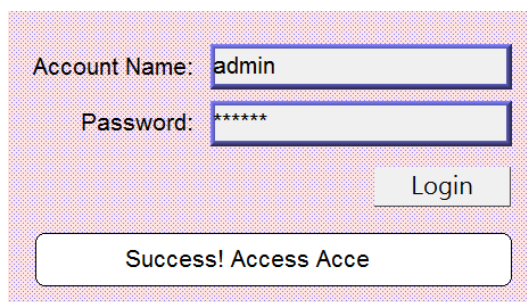 Account Name: admin
Password: ******
Login
Success! Access Acce